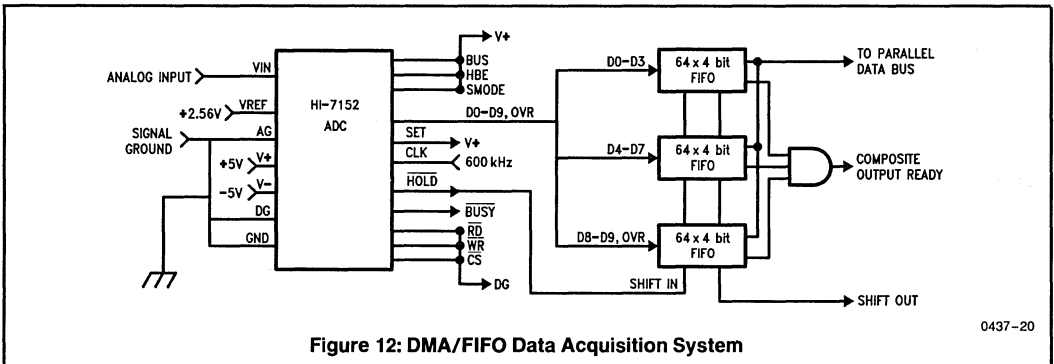 V+
BUS
HBE
SMODE
ANALOG INPUT
VIN
+2.56V
VREF
SIGNAL
GROUND
AG
+5V
V+
-5V
V-
DG
GND
HI-7152
ADC
D0-D9, OVR
SET
V+
CLK
600 kHz
HOLD
BUSY
RD
WR
CS
DG
D0-D3
64 x 4 bit
FIFO
D4-D7
64 x 4 bit
FIFO
D8-D9, OVR
64 x 4 bit
FIFO
SHIFT IN
TO PARALLEL
DATA BUS
COMPOSITE
OUTPUT READY
SHIFT OUT
0437-20
Figure 12: DMA/FIFO Data Acquisition System